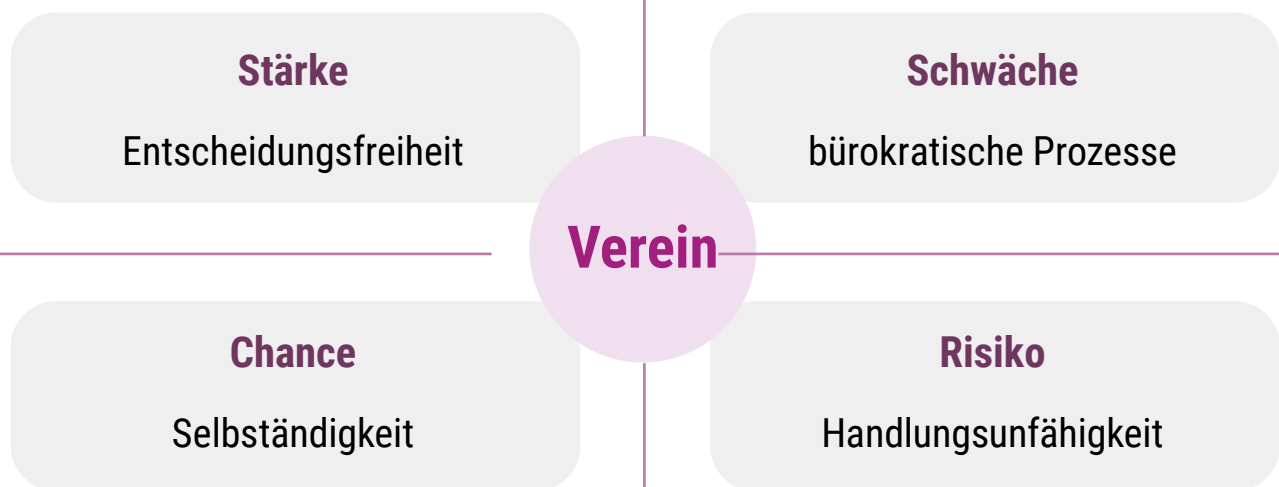 Stärke
Entscheidungsfreiheit
Schwäche
bürokratische Prozesse
Verein
Chance
Selbständigkeit
Risiko
Handlungsunfähigkeit